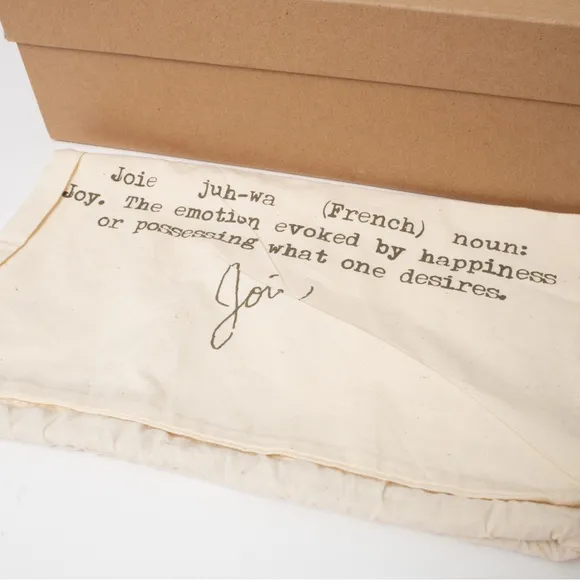 Joie juh-wa (French) noun:
Joy. The emotion evoked by happiness
or possessing what one desires.
Joie